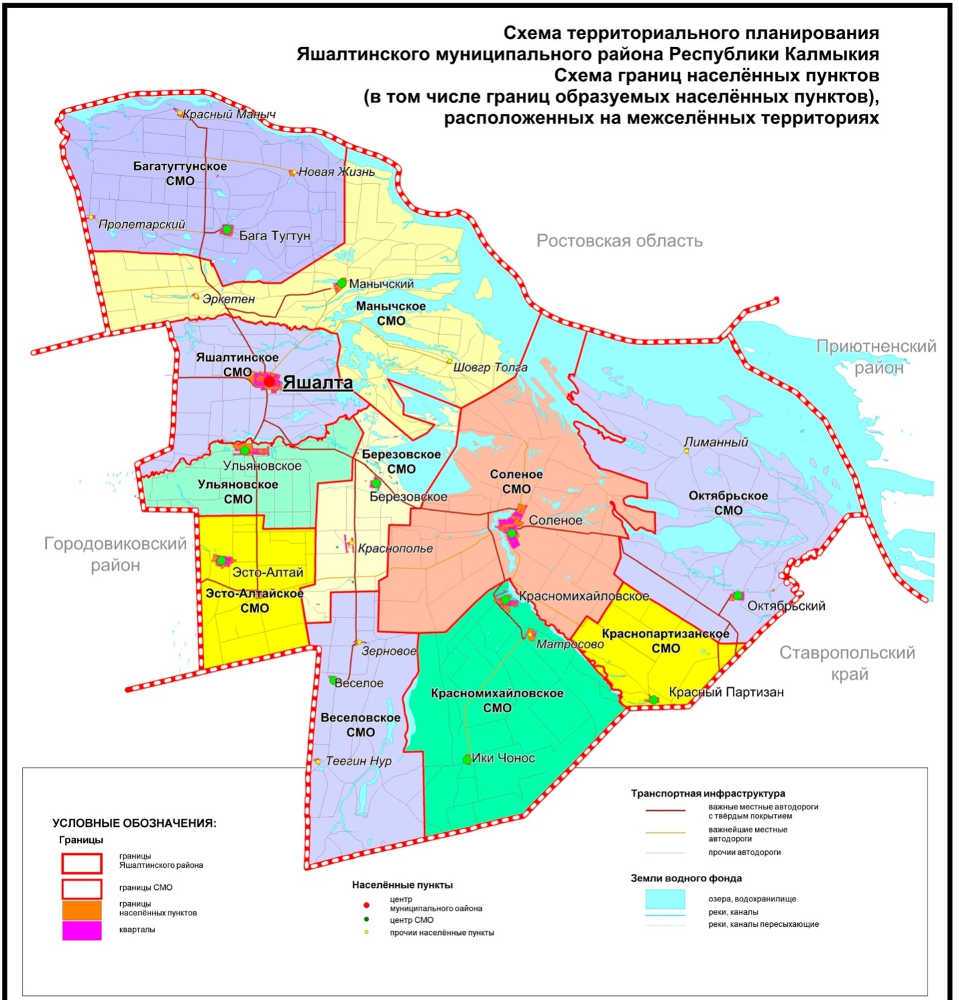 Схема территориального планирования
Яшалтинского муниципального района Республики Калмыкия
Схема границ населённых пунктов
(в том числе границ образуемых населённых пунктов),
расположенных на межселённых территориях
Красный Маныч
Багатугтунское
СМО
Новая Жизнь
Пролетарский
Бага Тугтун
Ростовская область
Манычский
Эркетен
Манычское
СМО
Приютненский
район
Яшалтинское
СМО
Шовгр Толга
Яшалта
Лиманный
Ульяновское
Березовское
СМО
Соленое
СМО
Ульяновское
СМО
Березовское
Октябрьское
СМО
Соленое
Городовиковский
район
Краснополье
Эсто-Алтай
Эсто-Алтайское
СМО
Красномихайловское
Октябрьский
Краснопартизанское
СМО
Матросово
Зерновое
Ставропольский
край
Веселое
Красномихайловское
СМО
Красный Партизан
Веселовское
СМО
Теегин Нур
Ики Чонос
УСЛОВНЫЕ ОБОЗНАЧЕНИЯ:
Границы
границы
Яшалтинского района
границы СМО
границы
населённых пунктов
кварталы
Населённые пункты
центр
муниципального оайона
центр СМО
прочии населённые пункты
Транспортная инфраструктура
важные местные автодороги
с твёрдым покрытием
важнейшие местные
автодороги
прочии автодороги
Земли водного фонда
озера, водохранилище
реки, каналы
реки, каналы пересыхающие